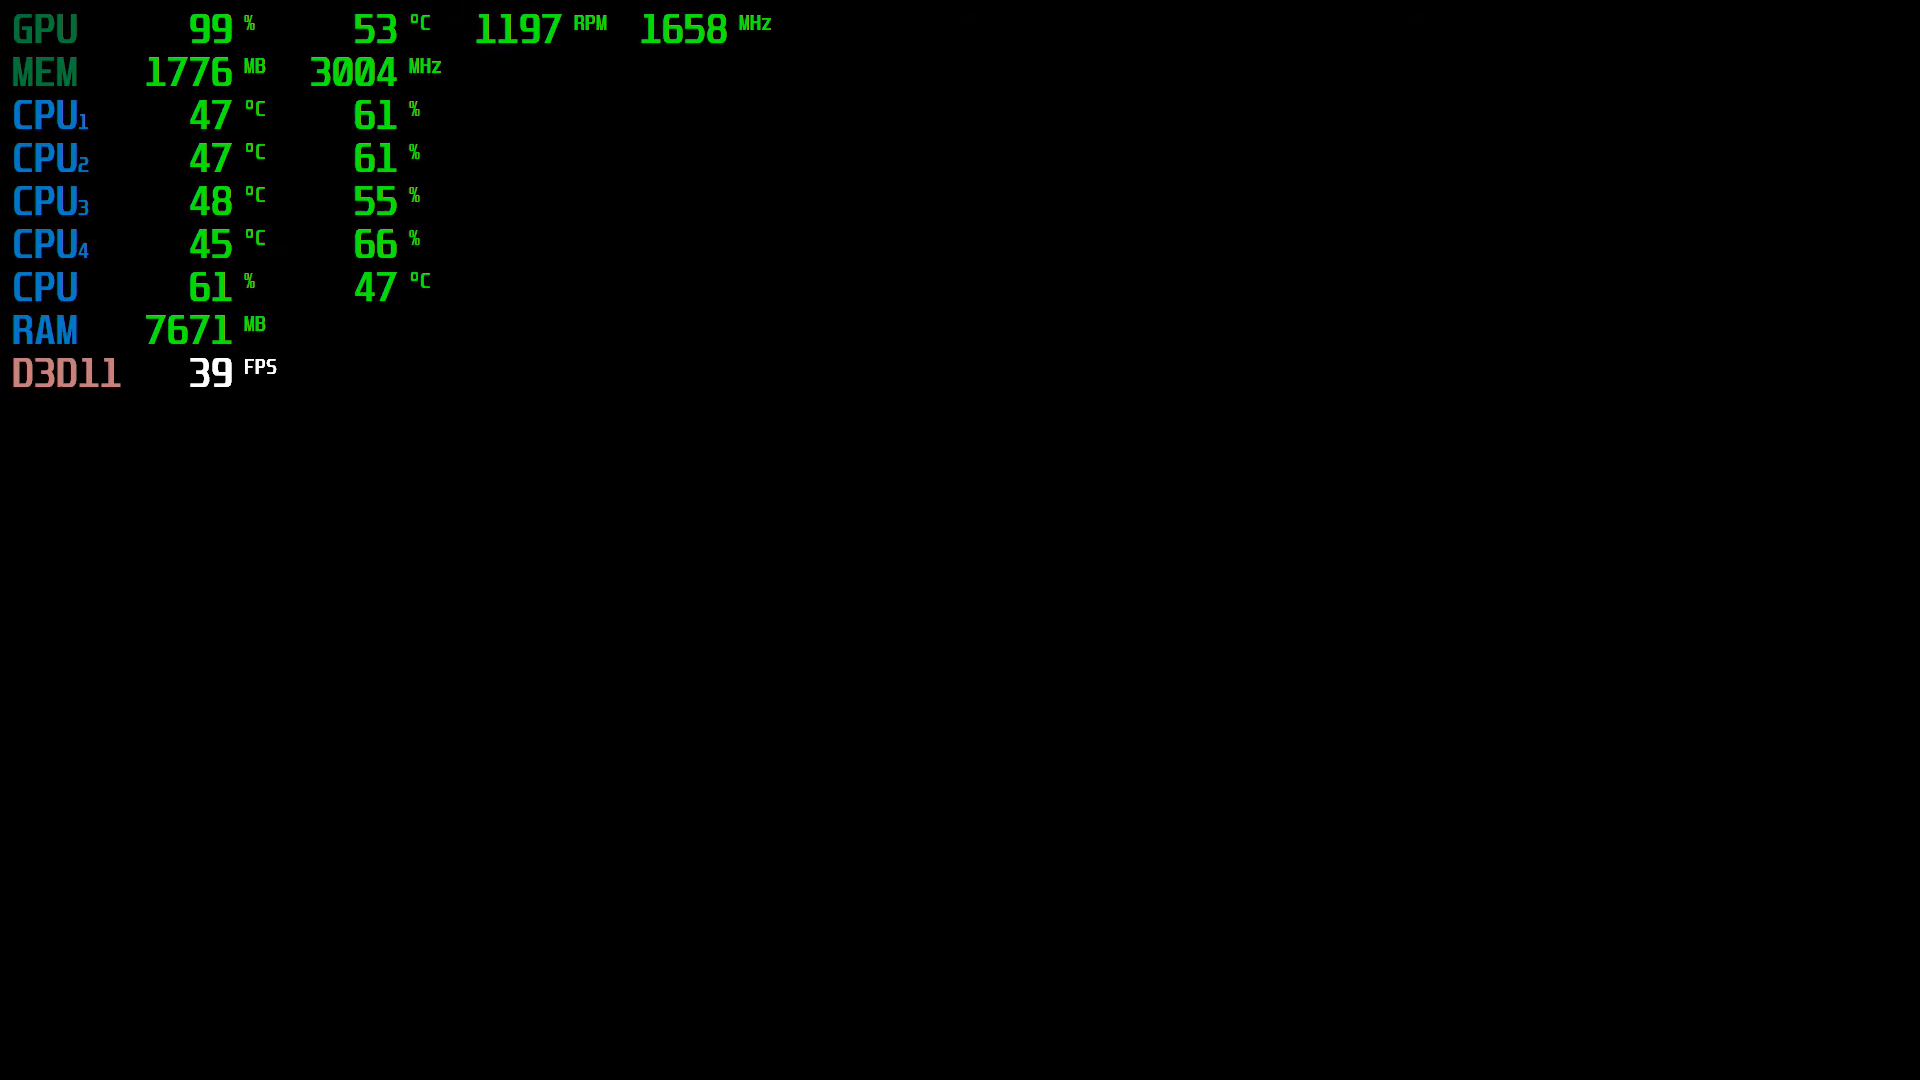 GPU 99 % 53 °C 1197 RPM 1658 MHz
MEM 1776 MB 3004 MHz
CPU1 47 °C 61 %
CPU2 47 °C 61 %
CPU3 48 °C 55 %
CPU4 45 °C 66 %
CPU 61 % 47 °C
RAM 7671 MB
D3D11 39 FPS